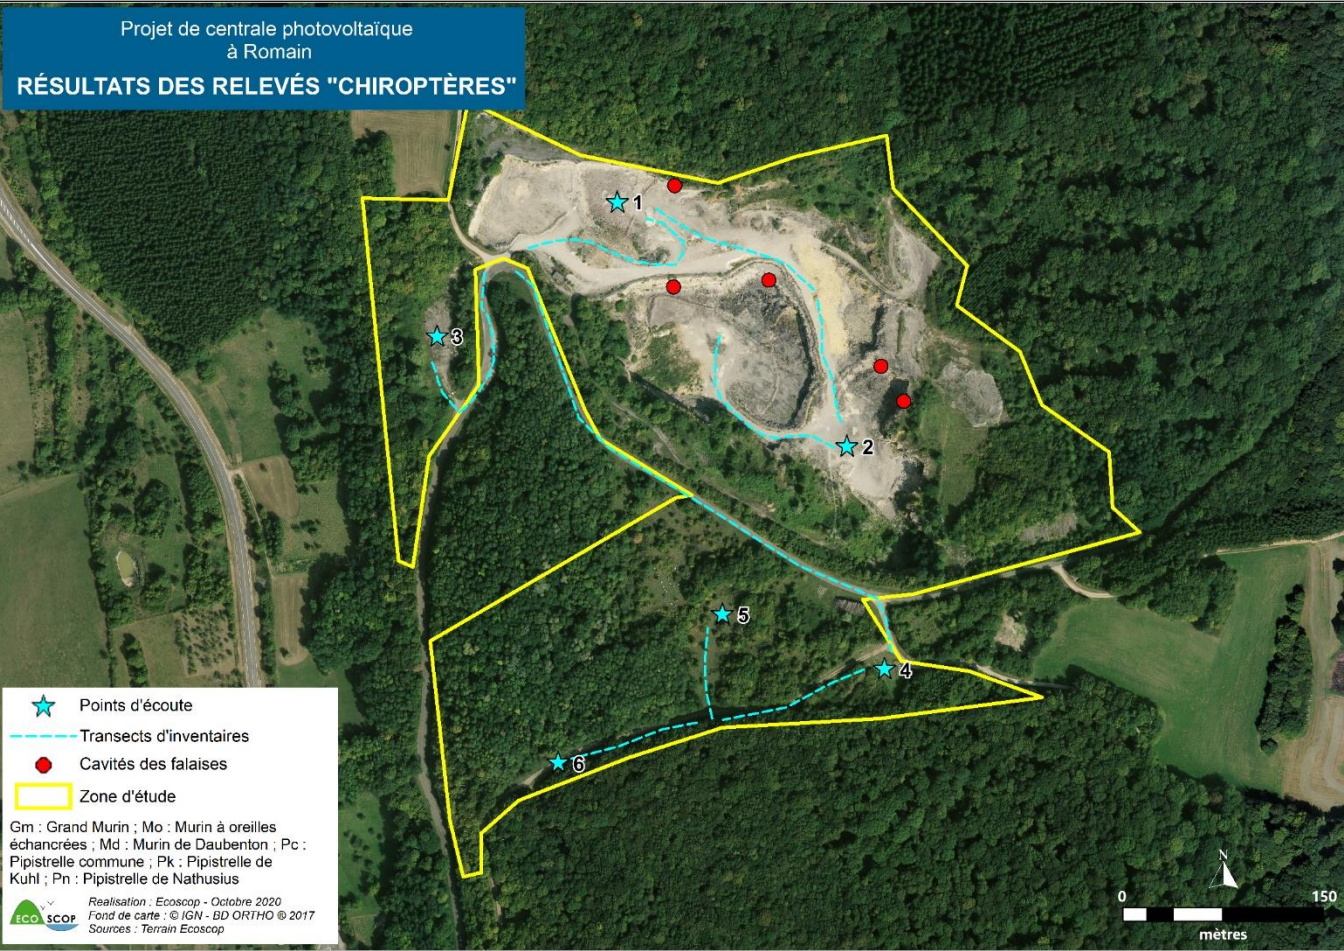 Projet de centrale photovoltaïque
à Romain
RÉSULTATS DES RELEVÉS "CHIROPTÈRES"
1
2
3
5
4
6
Points d'écoute
Transects d'inventaires
Cavités des falaises
Zone d'étude
Gm : Grand Murin ; Mo : Murin à oreilles
échancrées ; Md : Murin de Daubenton ; Pc :
Pipistrelle commune ; Pk : Pipistrelle de
Kuhl ; Pn : Pipistrelle de Nathusius
ECO SCOP
Realisation : Ecoscop - Octobre 2020
Fond de carte : © IGN - BD ORTHO ® 2017
Sources : Terrain Ecoscop
N
0 150
mètres